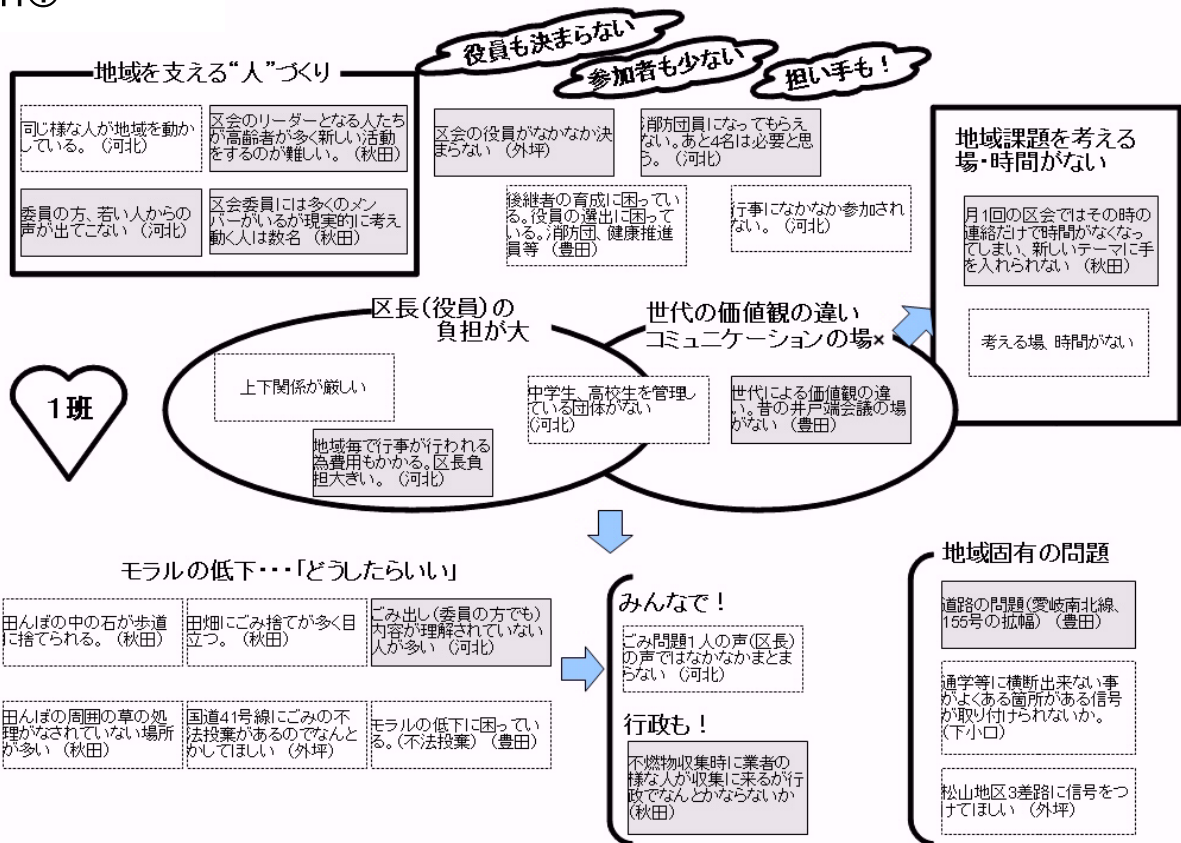 役員も決まらない
参加者も少ない
担い手も！
地域を支える“人”づくり
同じ様な人が地域を動か
している。（河北）
区会のリーダーとなる人たち
が高齢者が多く新しい活動
をするのが難しい。（秋田）
委員の方、若い人からの
声が出てこない（河北）
区会委員には多くのメン
バーがいるが現実的に考え
動く人は数名（秋田）
区会の役員がなかなか決
まらない（外坪）
消防団員になってもらえ
ない。あと4名は必要と思
う。（河北）
後継者の育成に困ってい
る。役員の選出に困って
いる。消防団、健康推進
員等（豊田）
行事になかなか参加され
ない。（河北）
地域課題を考える
場・時間がない
月1回の区会ではその時の
連絡だけで時間がなくなっ
てしまい、新しいテーマに手
を入れられない（秋田）
考える場、時間がない
1班
区長（役員）の
負担が大
上下関係が厳しい
地域毎で行事が行われる
為費用もかかる。区長負
担大きい。（河北）
中学生、高校生を管理し
ている団体がない
（河北）
世代の価値観の違い
コミュニケーションの場×
世代による価値観の違
い。昔の井戸端会議の場
がない（豊田）
モラルの低下・・・「どうしたらいい」
田んぼの中の石が歩道
に捨てられる。（秋田）
田畑にごみ捨てが多く目
立つ。（秋田）
ごみ出し（委員の方でも）
内容が理解されていない
人が多い（河北）
田んぼの周囲の草の処
理がなされていない場所
が多い（秋田）
国道41号線にごみの不
法投棄があるのでなんと
かしてほしい（外坪）
モラルの低下に困ってい
る。（不法投棄）（豊田）
みんなで！
ごみ問題1人の声（区長）
の声ではなかなかまとま
らない（河北）
行政も！
不燃物収集時に業者の
様な人が収集に来るが行
政でなんとかならないか
（秋田）
地域固有の問題
道路の問題（愛岐南北線、
155号の拡幅）（豊田）
通学等に横断出来ない事
がよくある箇所がある信号
が取り付けられないか。
（下小口）
松山地区3差路に信号をつ
けてほしい（外坪）